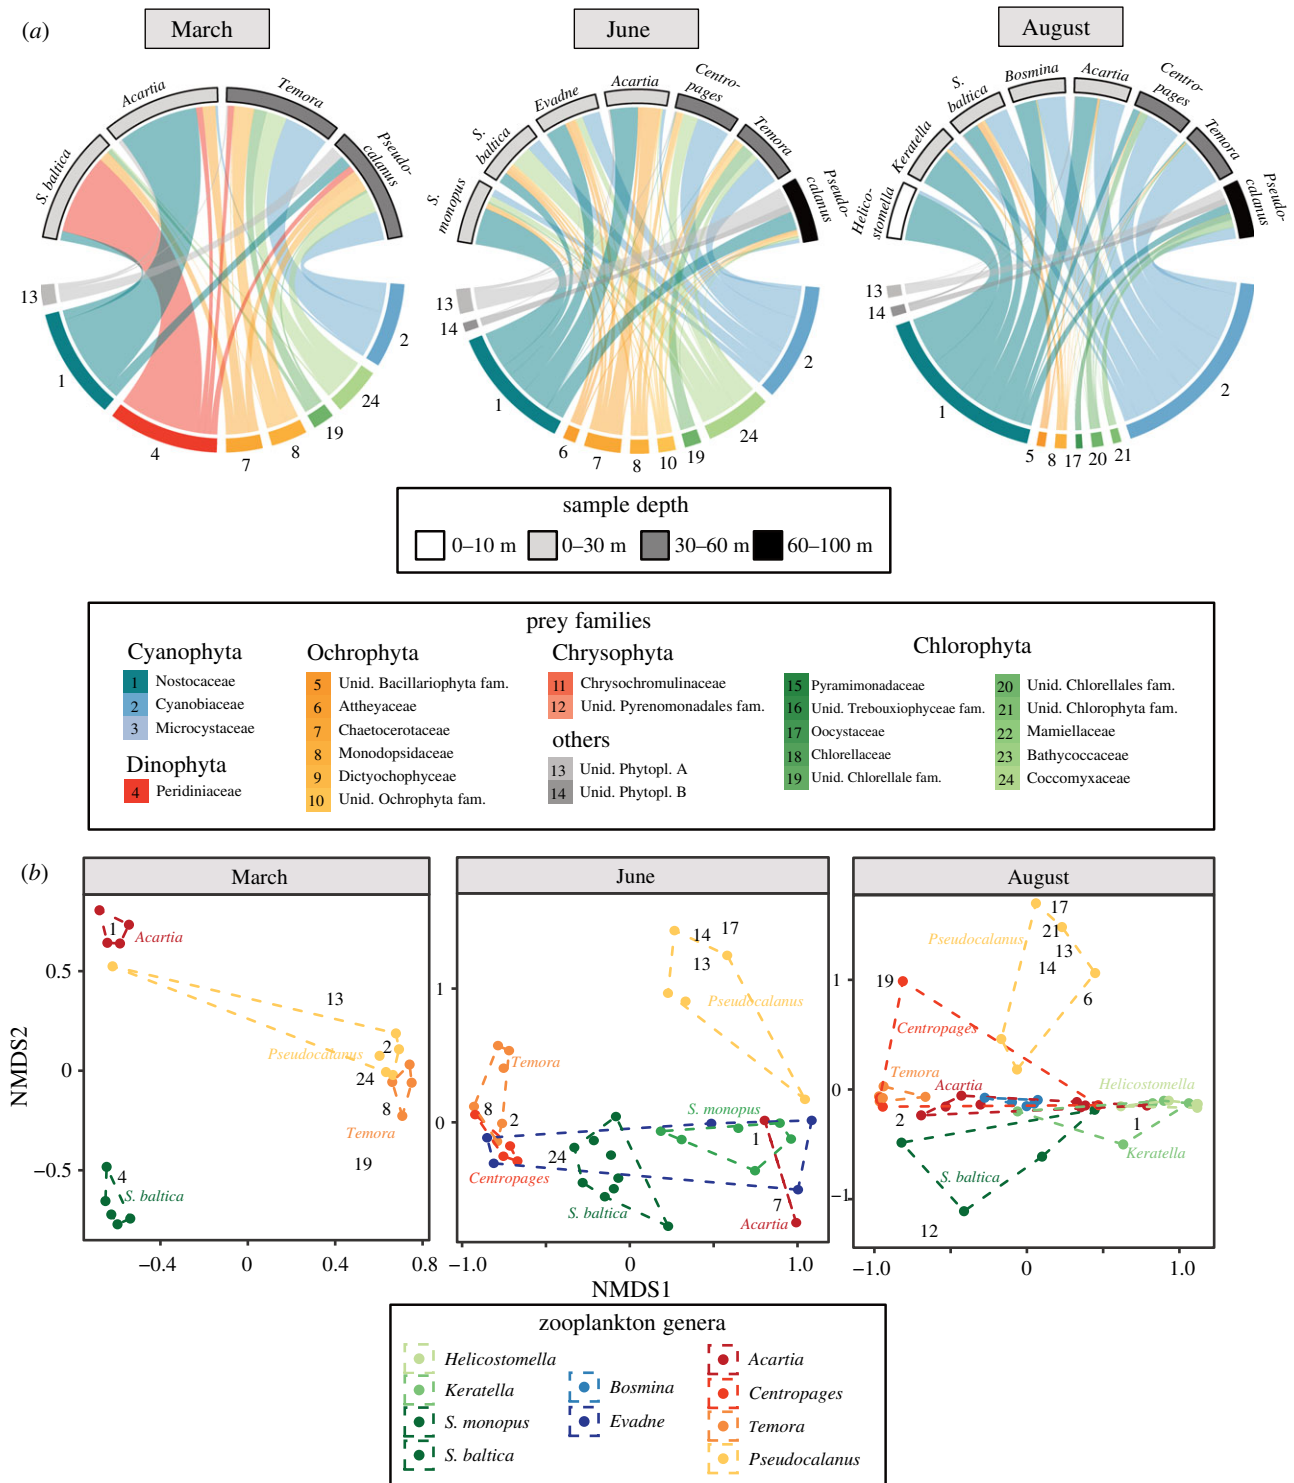 (a)
March
June
August
S. baltica
Acartia
Temora
Pseudo-
calanus
13
1
4
7
8
19
24
2
S.
monopus
S.
baltica
Evadne
Acartia
Centro-
pages
Temora
Pseudo-
calanus
13
14
1
6
7
8
10
19
24
2
Helico-
stomella
Keratella
S.
baltica
Bosmina
Acartia
Centro-
pages
Temora
Pseudo-
calanus
13
14
1
5
8
17
20
21
2
sample depth
0–10 m
0–30 m
30–60 m
60–100 m
prey families
Cyanophyta
1 Nostocaceae
2 Cyanobiaceae
3 Microcystaceae
Dinophyta
4 Peridiniaceae
Ochrophyta
5 Unid. Bacillariophyta fam.
6 Attheyaceae
7 Chaetocerotaceae
8 Monodopsidaceae
9 Dictyochophyceae
10 Unid. Ochrophyta fam.
Chrysophyta
11 Chrysochromulinaceae
12 Unid. Pyrenomonadales fam.
others
13 Unid. Phytopl. A
14 Unid. Phytopl. B
Chlorophyta
15 Pyramimonadaceae
16 Unid. Trebouxiophyceae fam.
17 Oocystaceae
18 Chlorellaceae
19 Unid. Chlorellale fam.
20 Unid. Chlorellales fam.
21 Unid. Chlorophyta fam.
22 Mamiellaceae
23 Bathycoccaceae
24 Coccomyxaceae
(b)
March
June
August
NMDS2
0.5
0
−0.5
1
Acartia
13
Pseudocalanus
2
24
8
Temora
19
4
S. baltica
−0.4
0
0.4
0.8
1
0
14
17
13
Pseudocalanus
Temora
8
2
Centropages
S. monopus
1
24
S. baltica
7
Acartia
−1.0
0
1.0
1
0
−1
17
Pseudocalanus
21
13
14
19
6
Centropages
Temora
Acartia
Helicostomella
2
1
Keratella
S. baltica
12
−1.0
0
1.0
NMDS1
zooplankton genera
Helicostomella
Keratella
S. monopus
S. baltica
Bosmina
Evadne
Acartia
Centropages
Temora
Pseudocalanus